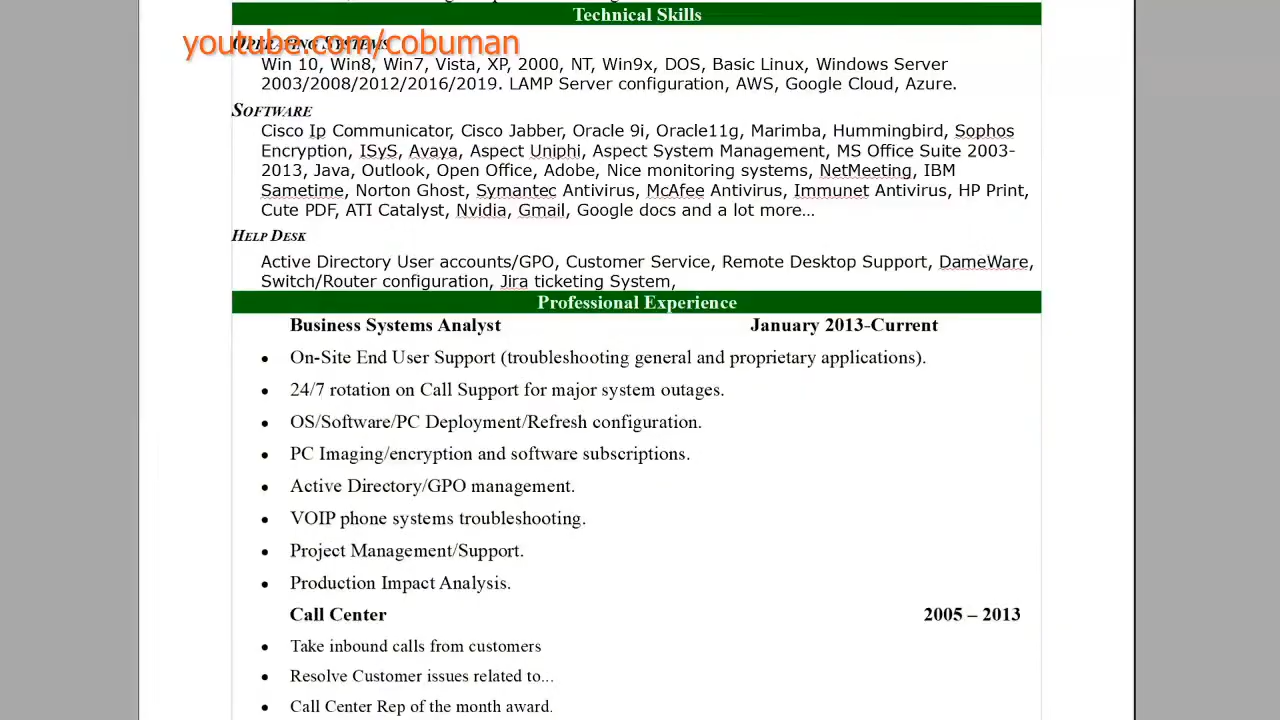 Technical Skills
youtube.com/cobuman
OPERATING SYSTEMS
Win 10, Win8, Win7, Vista, XP, 2000, NT, Win9x, DOS, Basic Linux, Windows Server
2003/2008/2012/2016/2019. LAMP Server configuration, AWS, Google Cloud, Azure.
SOFTWARE
Cisco Ip Communicator, Cisco Jabber, Oracle 9i, Oracle11g, Marimba, Hummingbird, Sophos
Encryption, ISyS, Avaya, Aspect Uniphi, Aspect System Management, MS Office Suite 2003-
2013, Java, Outlook, Open Office, Adobe, Nice monitoring systems, NetMeeting, IBM
Sametime, Norton Ghost, Symantec Antivirus, McAfee Antivirus, Immunet Antivirus, HP Print,
Cute PDF, ATI Catalyst, Nvidia, Gmail, Google docs and a lot more...
HELP DESK
Active Directory User accounts/GPO, Customer Service, Remote Desktop Support, DameWare,
Switch/Router configuration, Jira ticketing System,
Professional Experience
Business Systems Analyst January 2013-Current
• On-Site End User Support (troubleshooting general and proprietary applications).
• 24/7 rotation on Call Support for major system outages.
• OS/Software/PC Deployment/Refresh configuration.
• PC Imaging/encryption and software subscriptions.
• Active Directory/GPO management.
• VOIP phone systems troubleshooting.
• Project Management/Support.
• Production Impact Analysis.
Call Center 2005 – 2013
• Take inbound calls from customers
• Resolve Customer issues related to...
• Call Center Rep of the month award.